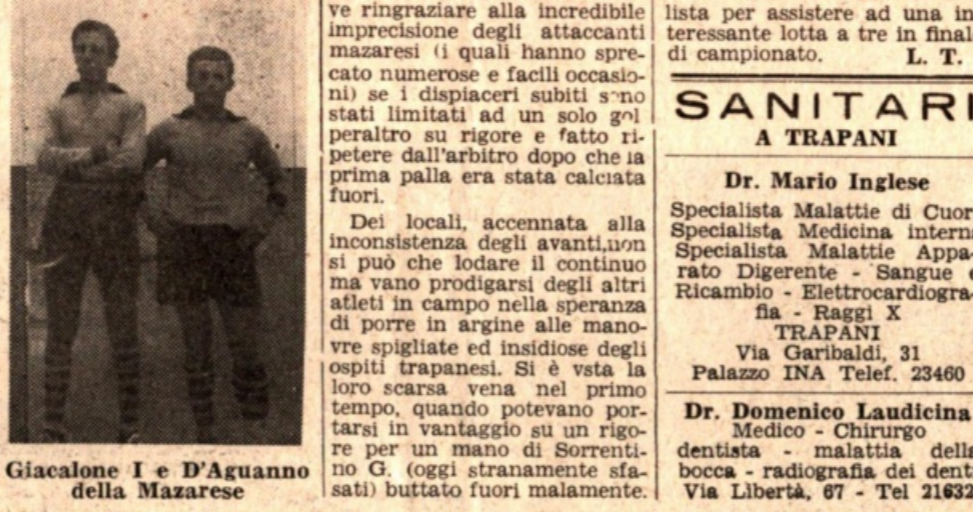 Giacalone I e D'Aguanno
della Mazarese
ve ringraziare alla incredibile
imprecisione degli attaccanti
mazaresi (i quali hanno spre-
cato numerose e facili occasio-
ni) se i dispiaceri subiti sono
stati limitati ad un solo gol
peraltro su rigore e fatto ri-
petere dall'arbitro dopo che la
prima palla era stata calciata
fuori.
Dei locali, accennata alla
inconsistenza degli avanti,non
si può che lodare il continuo
ma vano prodigarsi degli altri
atleti in campo nella speranza
di porre in argine alle mano-
vre spigliate ed insidiose degli
ospiti trapanesi. Si è vsta la
loro scarsa vena nel primo
tempo, quando potevano por-
tarsi in vantaggio su un rigo-
re per un mano di Sorrenti-
no G. (oggi stranamente sfa-
sati) buttato fuori malamente.
lista per assistere ad una in
teressante lotta a tre in final
di campionato. L. T.
SANITARI
A TRAPANI
Dr. Mario Inglese
Specialista Malattie di Cuor
Specialista Medicina intern
Specialista Malattie Appa-
rato Digerente - Sangue e
Ricambio - Elettrocardiogra-
fia - Raggi X
TRAPANI
Via Garibaldi, 31
Palazzo INA Telef. 23460
Dr. Domenico Laudicina
Medico - Chirurgo
dentista - malattia della
bocca - radiografia dei dent
Via Libertà, 67 - Tel 21632